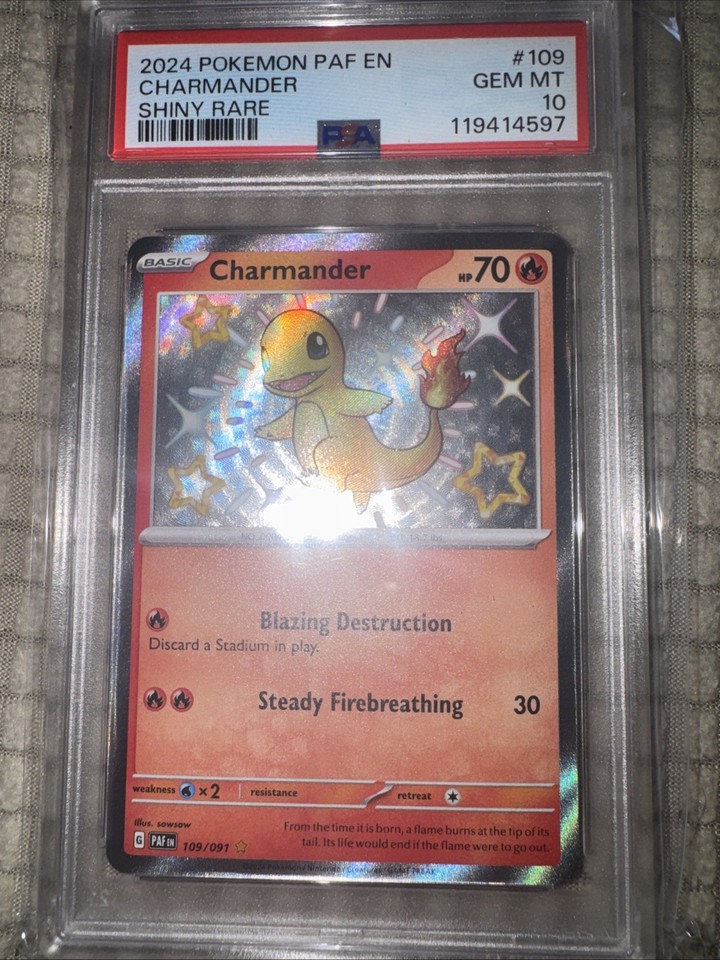 2024 POKEMON PAF EN #109
CHARMANDER GEM MT
SHINY RARE 10
PSA 119414597
BASIC Charmander HP 70
Blazing Destruction
Discard a Stadium in play.
Steady Firebreathing 30
weakness ×2 resistance retreat
Illus. sowsow
From the time it is born, a flame burns at the tip of its
tail. Its life would end if the flame were to go out.
G PAF EN 109/091